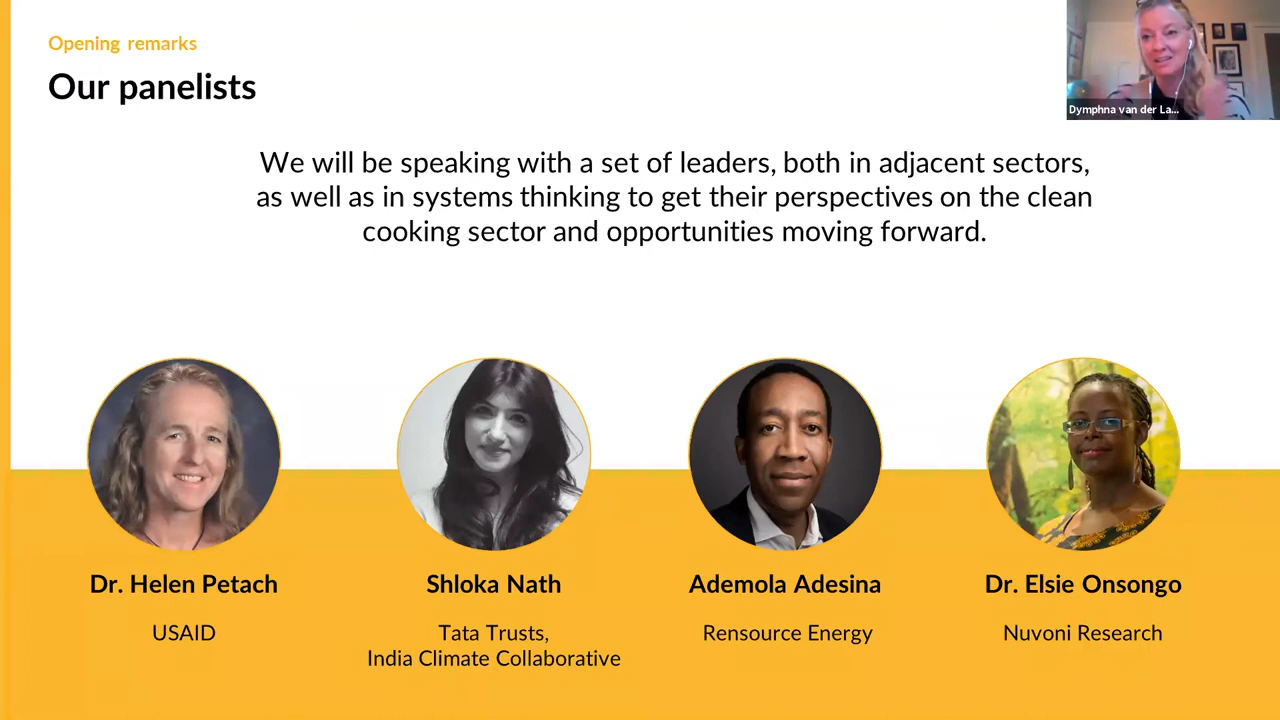 Opening remarks
Our panelists
Dymphna van der La...
We will be speaking with a set of leaders, both in adjacent sectors,
as well as in systems thinking to get their perspectives on the clean
cooking sector and opportunities moving forward.
Dr. Helen Petach
USAID
Shloka Nath
Tata Trusts,
India Climate Collaborative
Ademola Adesina
Rensource Energy
Dr. Elsie Onsongo
Nuvoni Research